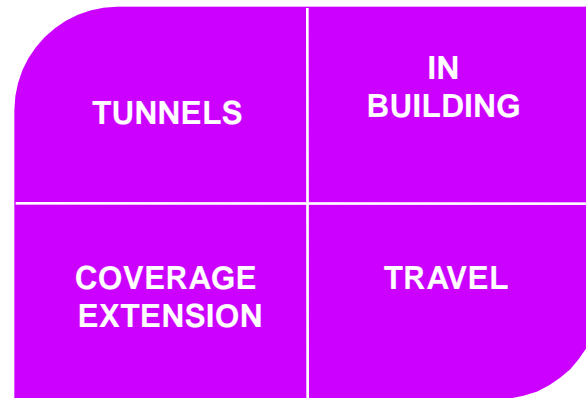 TUNNELS
IN
BUILDING
COVERAGE
EXTENSION
TRAVEL